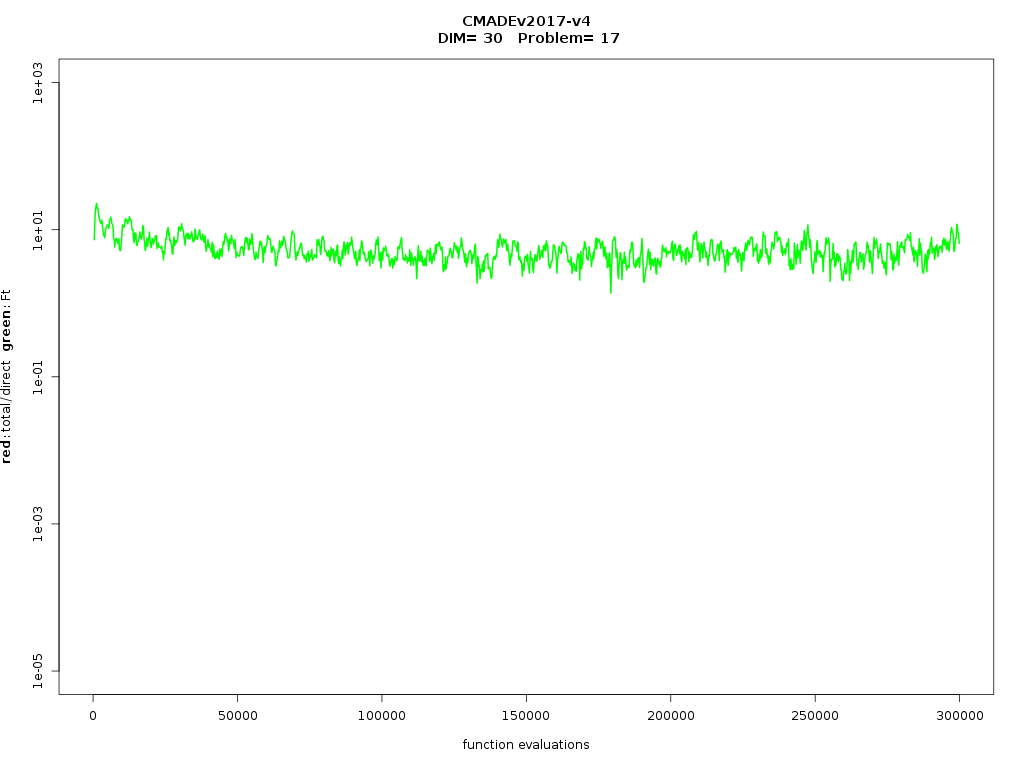 CMADEv2017-v4
DIM= 30 Problem= 17
1e+03
1e+01
1e-01
1e-03
1e-05
red: total/direct green: Ft
0 50000 100000 150000 200000 250000 300000
function evaluations